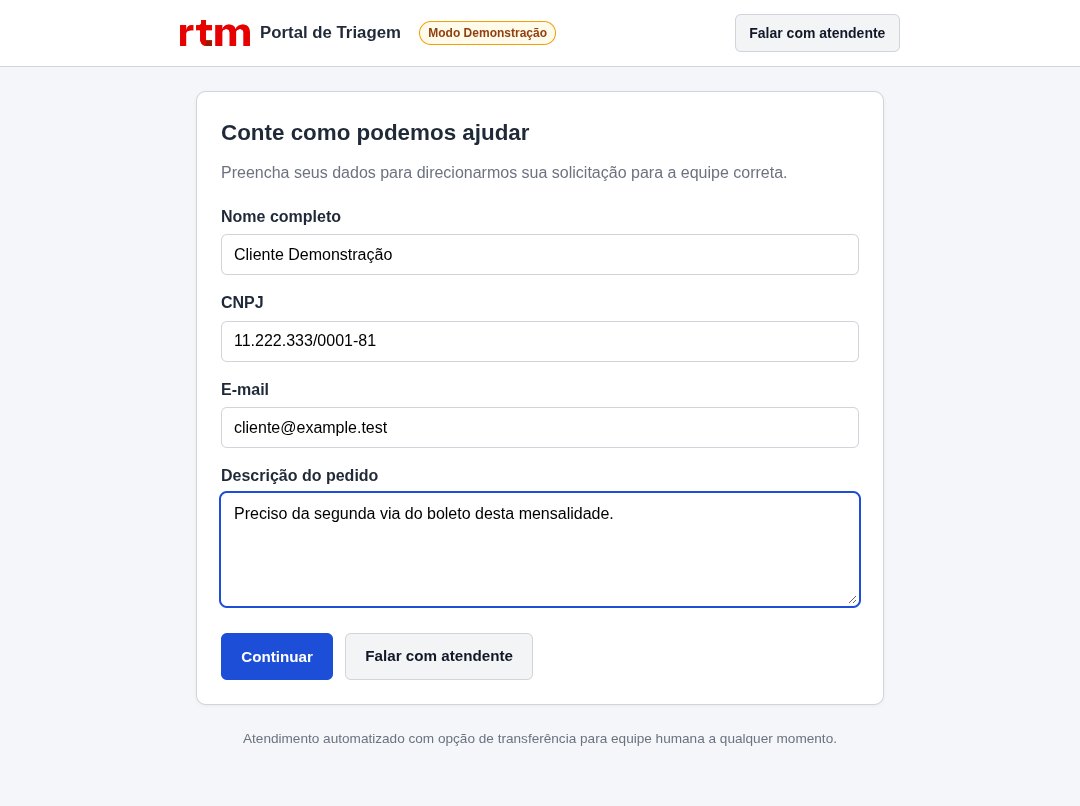 rtm Portal de Triagem Modo Demonstração Falar com atendente
Conte como podemos ajudar
Preencha seus dados para direcionarmos sua solicitação para a equipe correta.
Nome completo
Cliente Demonstração
CNPJ
11.222.333/0001-81
E-mail
cliente@example.test
Descrição do pedido
Preciso da segunda via do boleto desta mensalidade.
Continuar Falar com atendente
Atendimento automatizado com opção de transferência para equipe humana a qualquer momento.